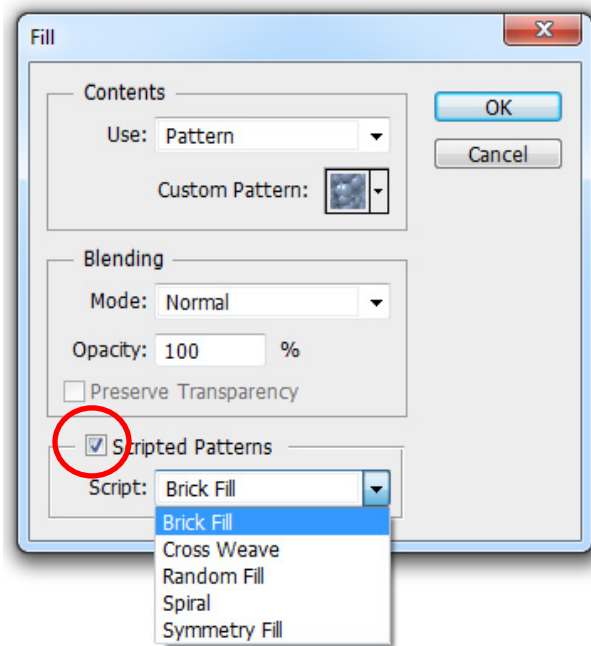 Fill
Contents
OK
Use: Pattern
Cancel
Custom Pattern:
Blending
Mode: Normal
Opacity: 100 %
Preserve Transparency
Scripted Patterns
Script: Brick Fill
Brick Fill
Cross Weave
Random Fill
Spiral
Symmetry Fill